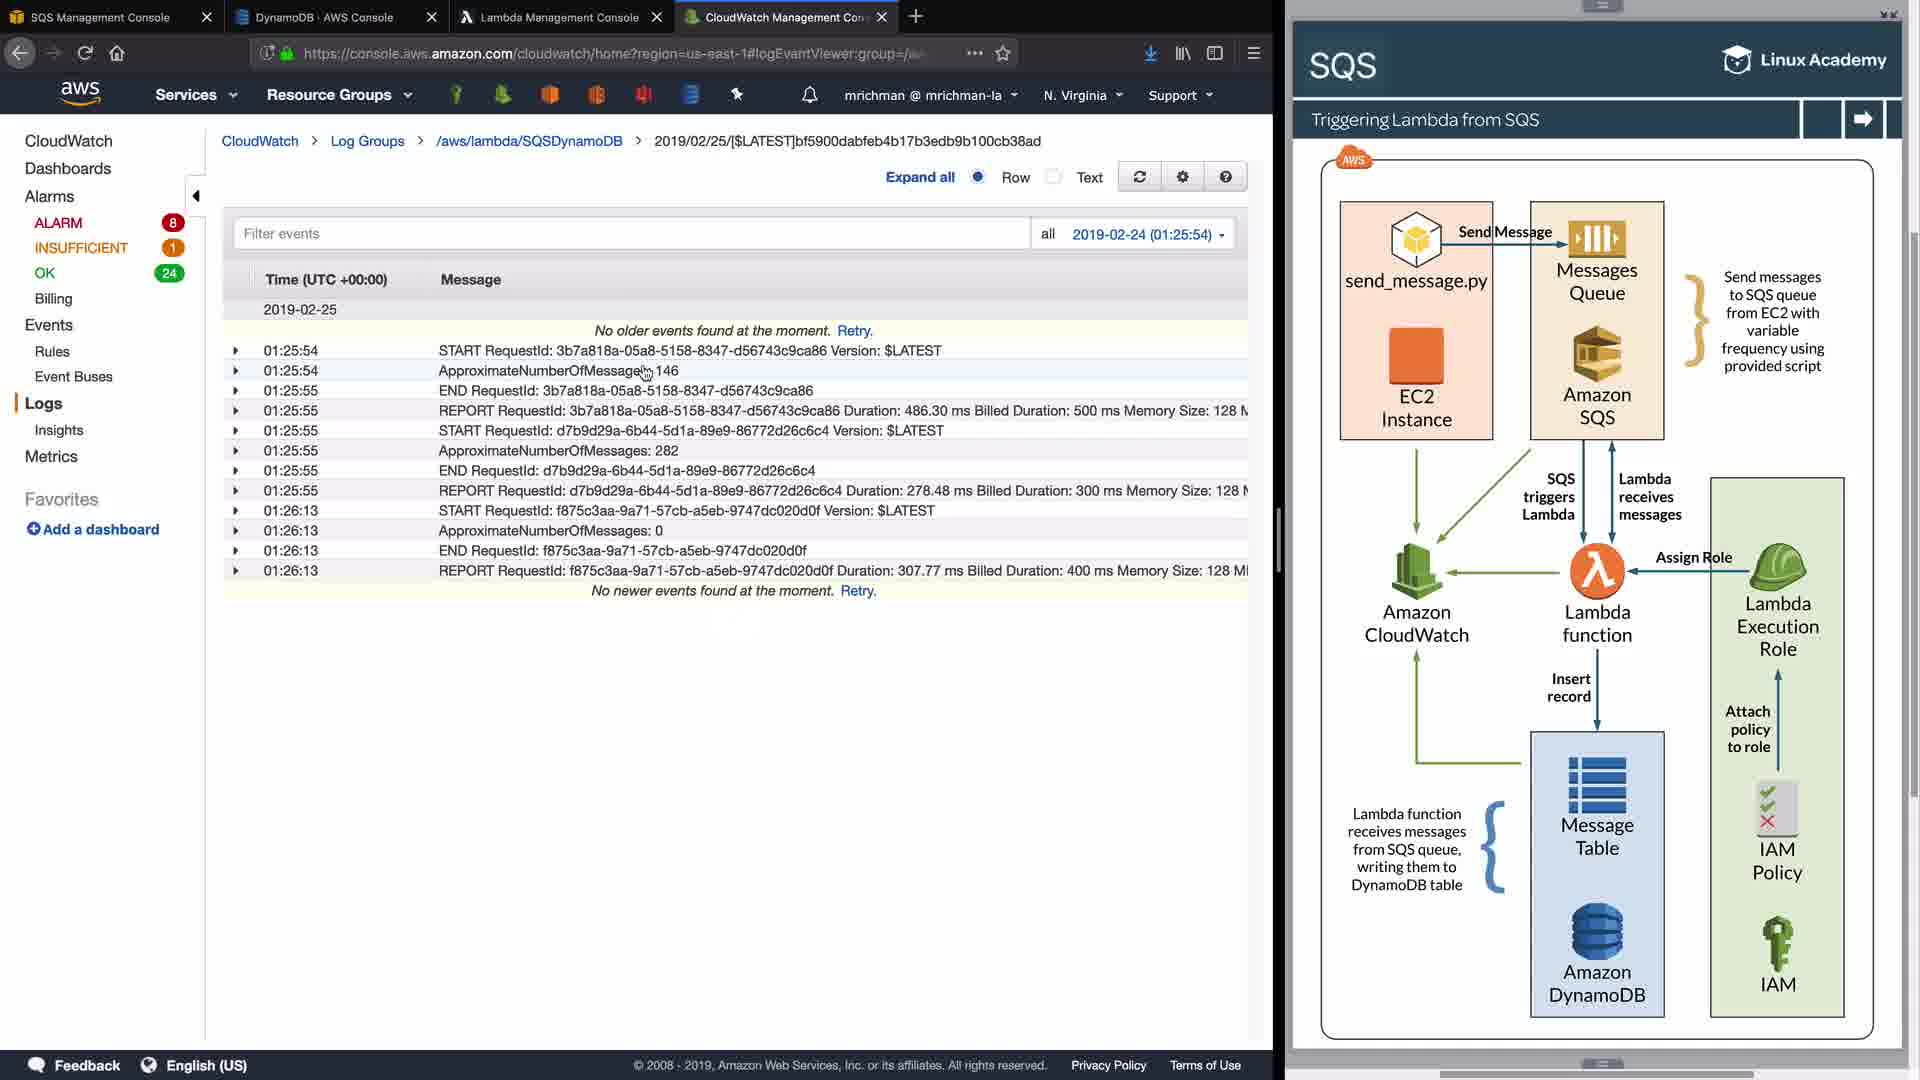 SQS Management Console
DynamoDB · AWS Console
Lambda Management Console
CloudWatch Management Con
https://console.aws.amazon.com/cloudwatch/home?region=us-east-1#logEventViewer:group=/aw
aws
Services
Resource Groups
mrichman @ mrichman-la
N. Virginia
Support
CloudWatch
Dashboards
Alarms
ALARM 8
INSUFFICIENT 1
OK 24
Billing
Events
Rules
Event Buses
Logs
Insights
Metrics
Favorites
Add a dashboard
CloudWatch > Log Groups > /aws/lambda/SQSDynamoDB > 2019/02/25/[$LATEST]bf5900dabfeb4b17b3edb9b100cb38ad
Expand all Row Text
Filter events all 2019-02-24 (01:25:54)
Time (UTC +00:00) Message
2019-02-25
No older events found at the moment. Retry.
01:25:54 START RequestId: 3b7a818a-05a8-5158-8347-d56743c9ca86 Version: $LATEST
01:25:54 ApproximateNumberOfMessages 146
01:25:55 END RequestId: 3b7a818a-05a8-5158-8347-d56743c9ca86
01:25:55 REPORT RequestId: 3b7a818a-05a8-5158-8347-d56743c9ca86 Duration: 486.30 ms Billed Duration: 500 ms Memory Size: 128 M
01:25:55 START RequestId: d7b9d29a-6b44-5d1a-89e9-86772d26c6c4 Version: $LATEST
01:25:55 ApproximateNumberOfMessages: 282
01:25:55 END RequestId: d7b9d29a-6b44-5d1a-89e9-86772d26c6c4
01:25:55 REPORT RequestId: d7b9d29a-6b44-5d1a-89e9-86772d26c6c4 Duration: 278.48 ms Billed Duration: 300 ms Memory Size: 128 M
01:26:13 START RequestId: f875c3aa-9a71-57cb-a5eb-9747dc020d0f Version: $LATEST
01:26:13 ApproximateNumberOfMessages: 0
01:26:13 END RequestId: f875c3aa-9a71-57cb-a5eb-9747dc020d0f
01:26:13 REPORT RequestId: f875c3aa-9a71-57cb-a5eb-9747dc020d0f Duration: 307.77 ms Billed Duration: 400 ms Memory Size: 128 M
No newer events found at the moment. Retry.
Feedback
English (US)
© 2008 - 2019, Amazon Web Services, Inc. or its affiliates. All rights reserved.
Privacy Policy
Terms of Use
SQS
Linux Academy
Triggering Lambda from SQS
AWS
send_message.py
Send Message
Messages
Queue
EC2
Instance
Amazon
SQS
Send messages
to SQS queue
from EC2 with
variable
frequency using
provided script
SQS
triggers
Lambda
Lambda
receives
messages
Assign Role
Amazon
CloudWatch
Lambda
function
Lambda
Execution
Role
Insert
record
Attach
policy
to role
Lambda function
receives messages
from SQS queue,
writing them to
DynamoDB table
Message
Table
IAM
Policy
Amazon
DynamoDB
IAM